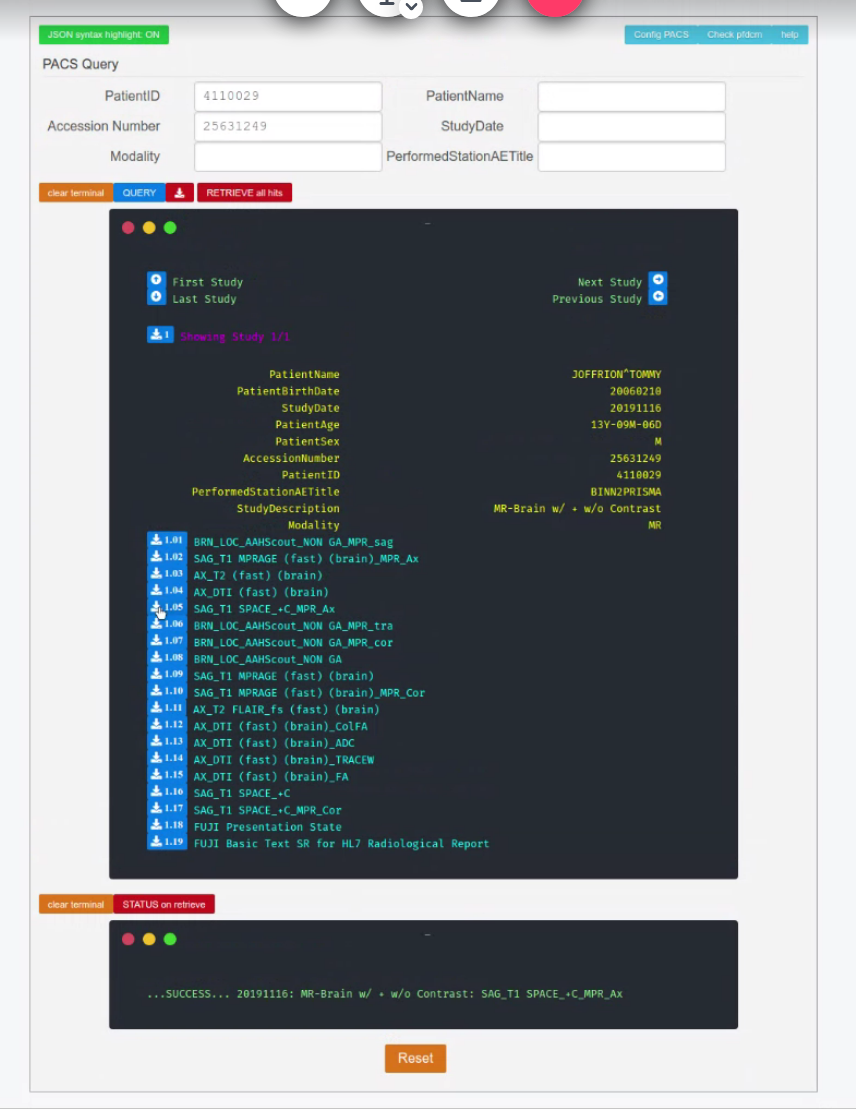 JSON syntax highlight: ON Config PACS Check pfdcm help
PACS Query
PatientID 4110029 PatientName
Accession Number 25631249 StudyDate
Modality PerformedStationAETitle
clear terminal QUERY RETRIEVE all hits
First Study Next Study
Last Study Previous Study
1 Showing Study 1/1
PatientName JOFFRION^TOMMY
PatientBirthDate 20060210
StudyDate 20191116
PatientAge 13Y-09M-06D
PatientSex M
AccessionNumber 25631249
PatientID 4110029
PerformedStationAETitle BINN2PRISMA
StudyDescription MR-Brain w/ + w/o Contrast
Modality MR
1.01 BRN_LOC_AAHScout_NON GA_MPR_sag
1.02 SAG_T1 MPRAGE (fast) (brain)_MPR_Ax
1.03 AX_T2 (fast) (brain)
1.04 AX_DTI (fast) (brain)
1.05 SAG_T1 SPACE_+C_MPR_Ax
1.06 BRN_LOC_AAHScout_NON GA_MPR_tra
1.07 BRN_LOC_AAHScout_NON GA_MPR_cor
1.08 BRN_LOC_AAHScout_NON GA
1.09 SAG_T1 MPRAGE (fast) (brain)
1.10 SAG_T1 MPRAGE (fast) (brain)_MPR_Cor
1.11 AX_T2 FLAIR_fs (fast) (brain)
1.12 AX_DTI (fast) (brain)_ColFA
1.13 AX_DTI (fast) (brain)_ADC
1.14 AX_DTI (fast) (brain)_TRACEW
1.15 AX_DTI (fast) (brain)_FA
1.16 SAG_T1 SPACE_+C
1.17 SAG_T1 SPACE_+C_MPR_Cor
1.18 FUJI Presentation State
1.19 FUJI Basic Text SR for HL7 Radiological Report
clear terminal STATUS on retrieve
...SUCCESS... 20191116: MR-Brain w/ + w/o Contrast: SAG_T1 SPACE_+C_MPR_Ax
Reset